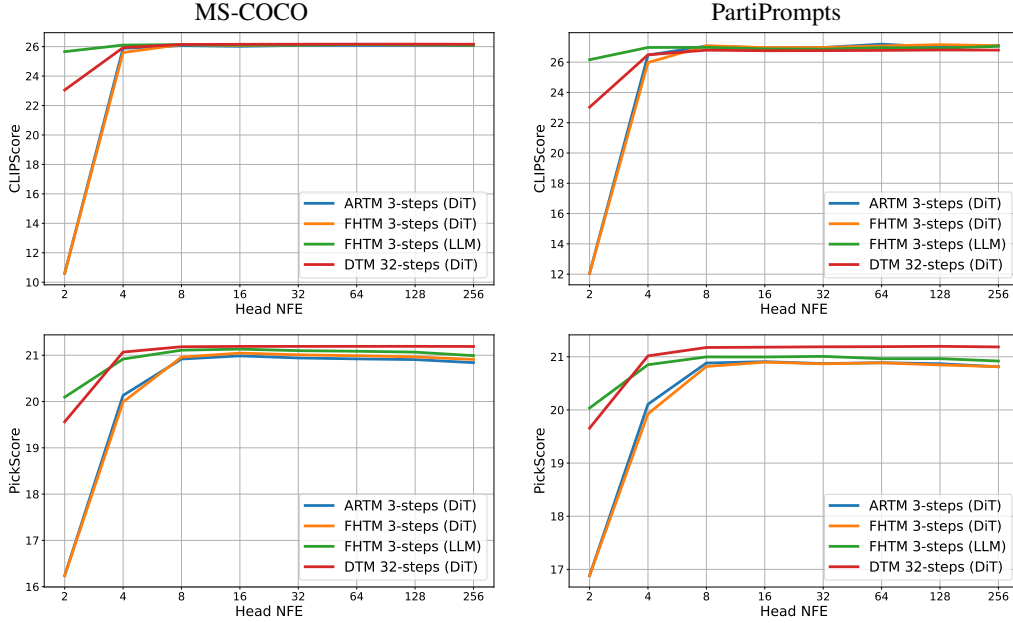 MS-COCO
26
24
22
20
18
16
14
12
10
CLIPScore
2 4 8 16 32 64 128 256
Head NFE
ARTM 3-steps (DiT)
FHTM 3-steps (DiT)
FHTM 3-steps (LLM)
DTM 32-steps (DiT)
PartiPrompts
26
24
22
20
18
16
14
12
CLIPScore
2 4 8 16 32 64 128 256
Head NFE
ARTM 3-steps (DiT)
FHTM 3-steps (DiT)
FHTM 3-steps (LLM)
DTM 32-steps (DiT)
21
20
19
18
17
16
PickScore
2 4 8 16 32 64 128 256
Head NFE
ARTM 3-steps (DiT)
FHTM 3-steps (DiT)
FHTM 3-steps (LLM)
DTM 32-steps (DiT)
21
20
19
18
17
PickScore
2 4 8 16 32 64 128 256
Head NFE
ARTM 3-steps (DiT)
FHTM 3-steps (DiT)
FHTM 3-steps (LLM)
DTM 32-steps (DiT)